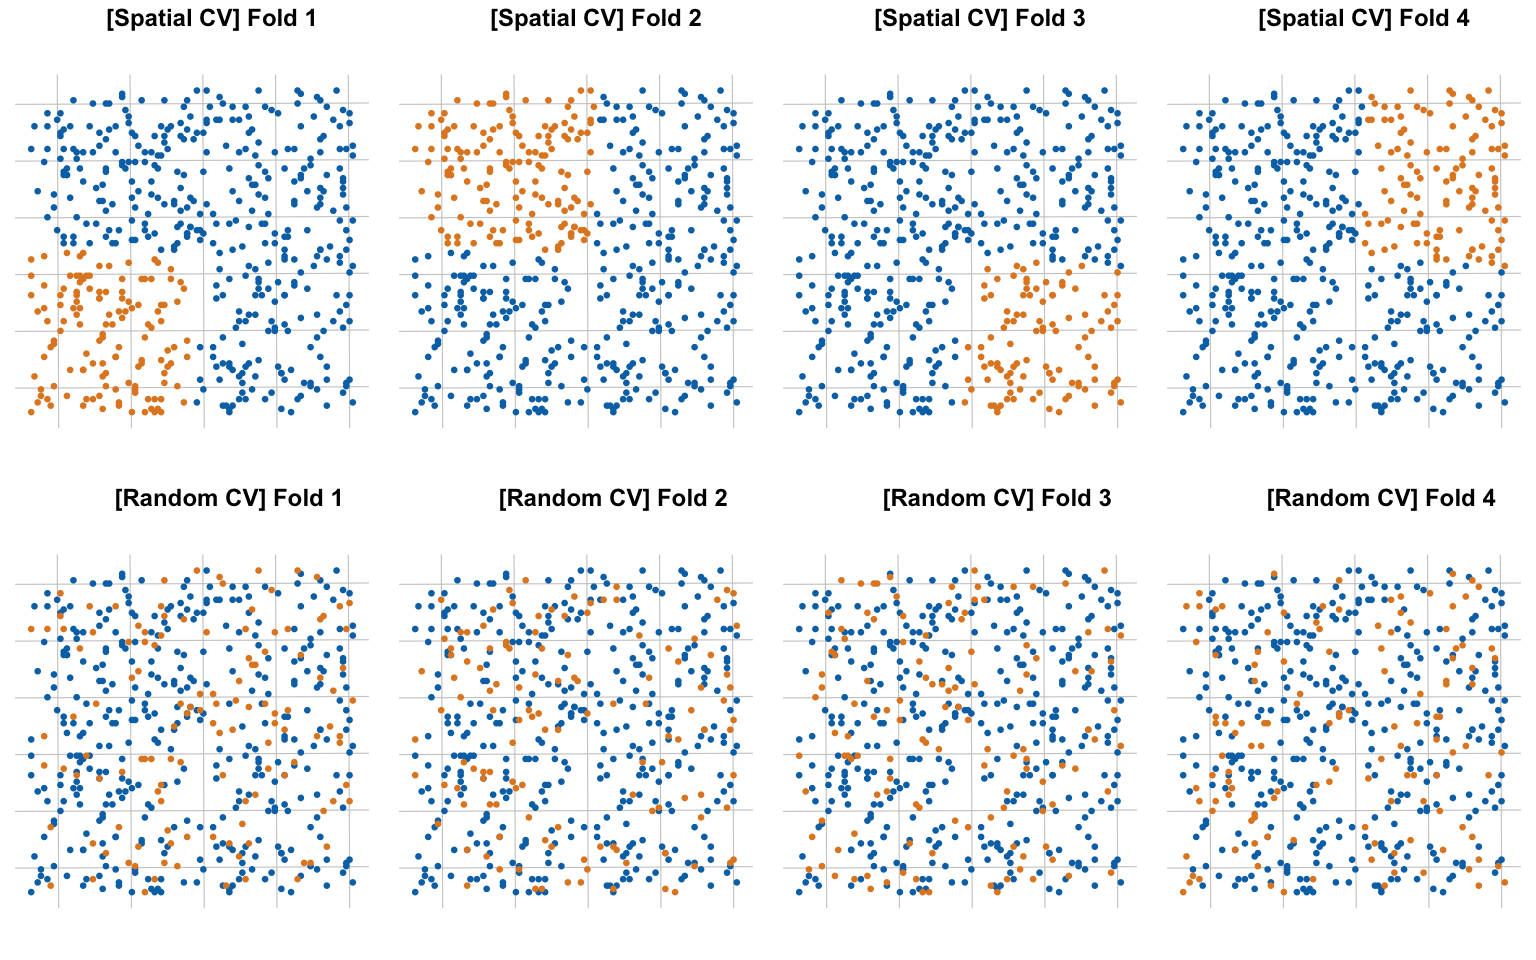 [Spatial CV] Fold 1
[Spatial CV] Fold 2
[Spatial CV] Fold 3
[Spatial CV] Fold 4
[Random CV] Fold 1
[Random CV] Fold 2
[Random CV] Fold 3
[Random CV] Fold 4